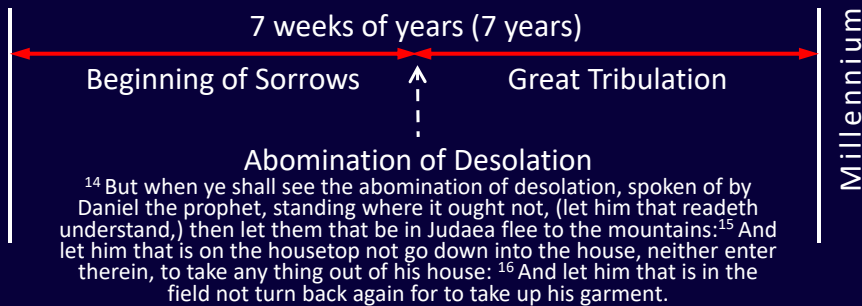 7 weeks of years (7 years)
Beginning of Sorrows
Great Tribulation
Millennium
Abomination of Desolation
14 But when ye shall see the abomination of desolation, spoken of by
Daniel the prophet, standing where it ought not, (let him that readeth
understand,) then let them that be in Judaea flee to the mountains:15 And
let him that is on the housetop not go down into the house, neither enter
therein, to take any thing out of his house: 16 And let him that is in the
field not turn back again for to take up his garment.